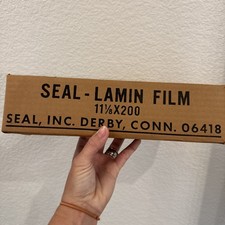 SEAL-LAMIN FILM
11⅛X200
SEAL, INC. DERBY, CONN. 06418